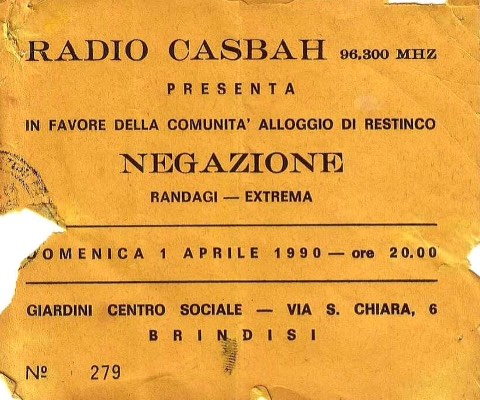 RADIO CASBAH 96,300 MHZ
PRESENTA
IN FAVORE DELLA COMUNITA' ALLOGGIO DI RESTINCO
NEGAZIONE
RANDAGI — EXTREMA
DOMENICA 1 APRILE 1990 — ore 20.00
GIARDINI CENTRO SOCIALE — VIA S. CHIARA, 6
BRINDISI
Nº 279